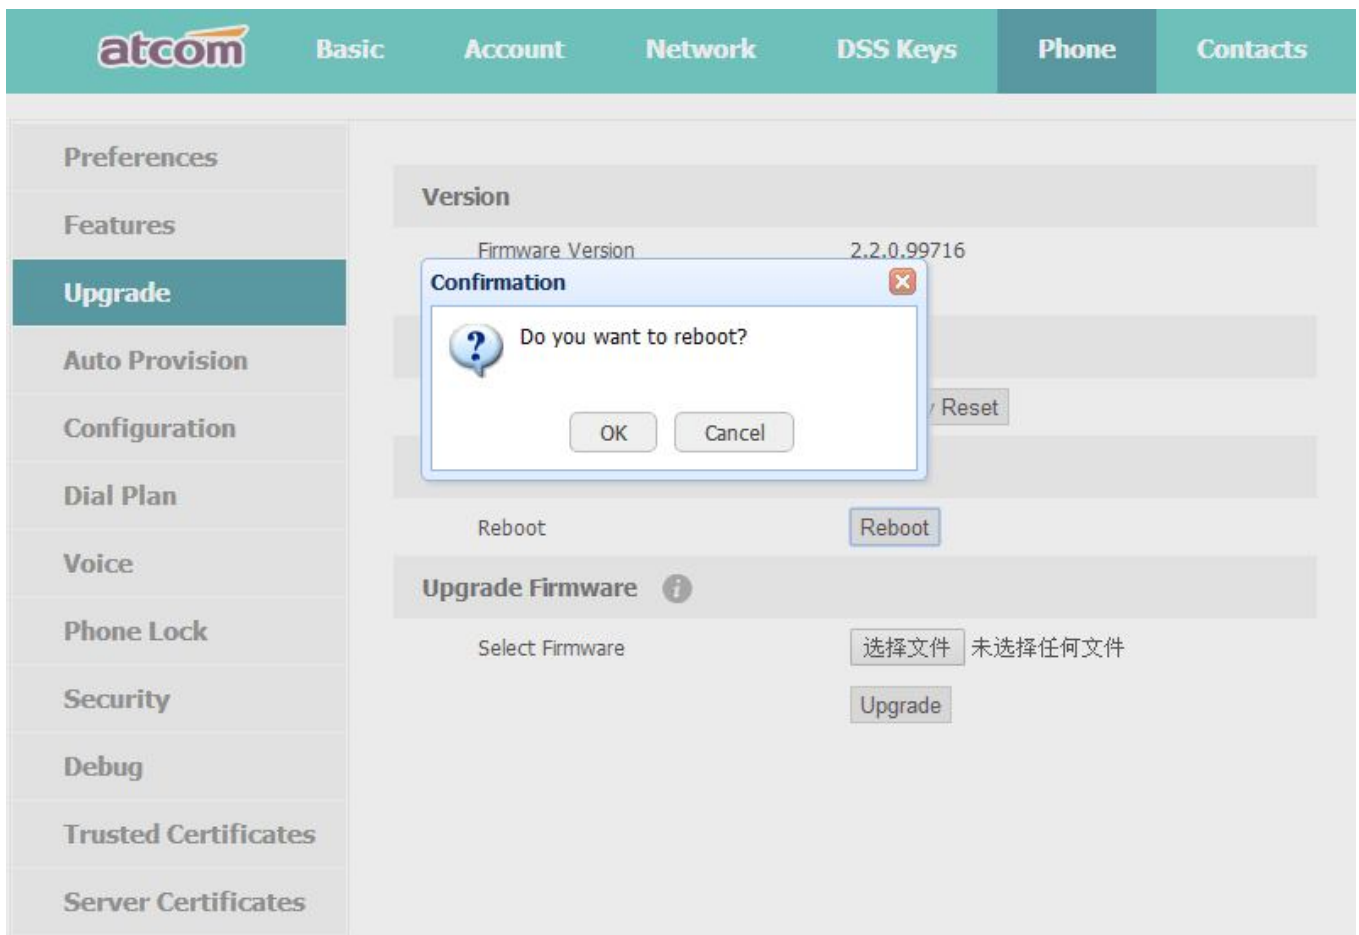 atcom Basic Account Network DSS Keys Phone Contacts
Preferences
Features
Upgrade
Auto Provision
Configuration
Dial Plan
Voice
Phone Lock
Security
Debug
Trusted Certificates
Server Certificates
Version
Firmware Version 2.2.0.99716
Confirmation
Do you want to reboot?
OK Cancel
Reset
Reboot Reboot
Upgrade Firmware
Select Firmware 选择文件 未选择任何文件
Upgrade